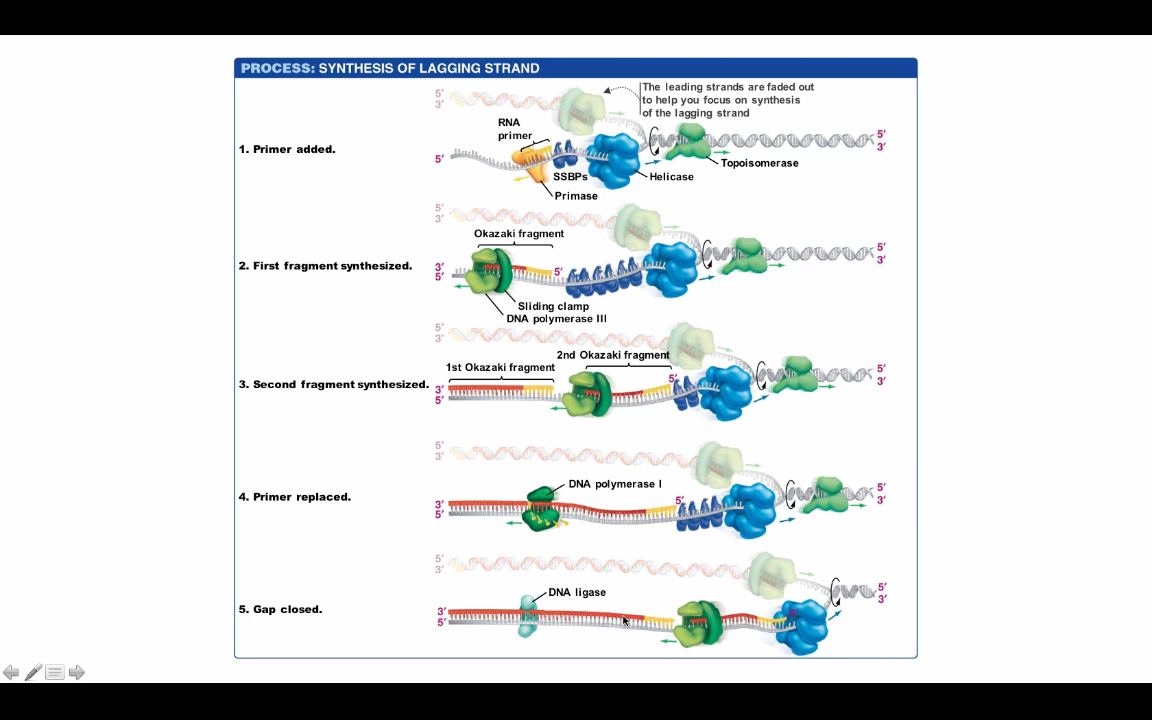 PROCESS: SYNTHESIS OF LAGGING STRAND
5′
3′
The leading strands are faded out
to help you focus on synthesis
of the lagging strand
RNA
primer
1. Primer added.
5′
5′
3′
Topoisomerase
SSBPs
Helicase
Primase
5′
3′
Okazaki fragment
2. First fragment synthesized.
3′
5′
5′
5′
3′
Sliding clamp
DNA polymerase III
5′
3′
2nd Okazaki fragment
1st Okazaki fragment
3. Second fragment synthesized.
3′
5′
5′
5′
3′
5′
3′
DNA polymerase I
4. Primer replaced.
3′
5′
5′
5′
3′
5′
3′
DNA ligase
5. Gap closed.
3′
5′
5′
5′
3′